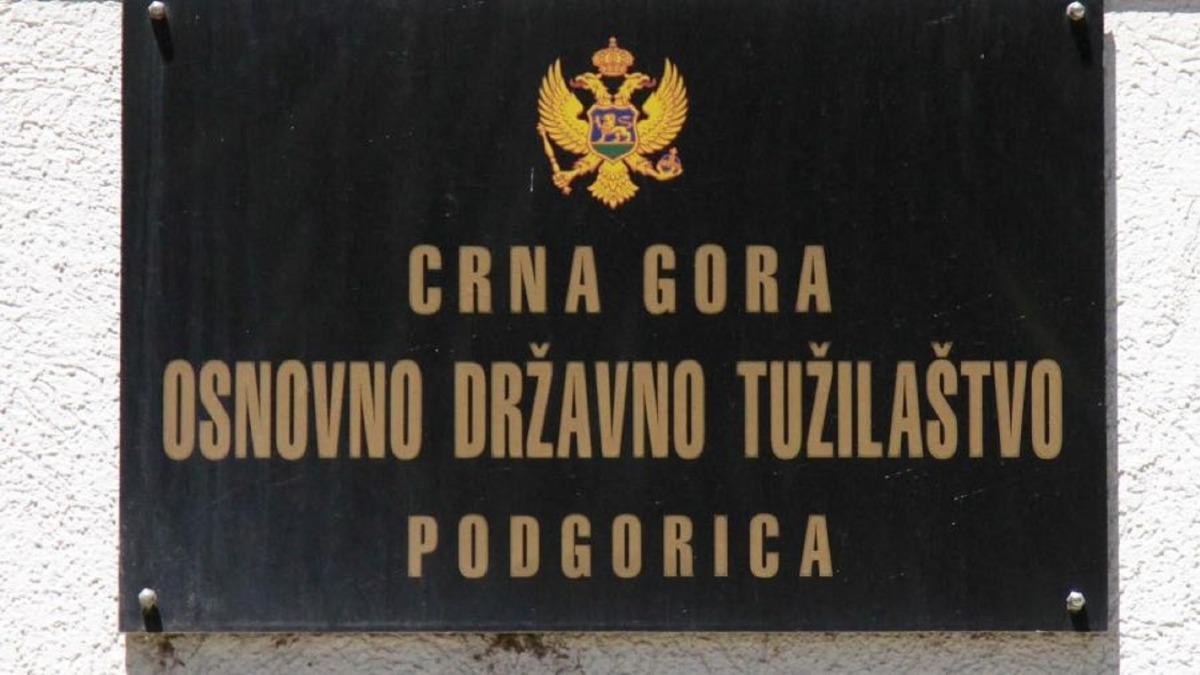 CRNA GORA
OSNOVNO DRŽAVNO TUŽILAŠTVO
PODGORICA